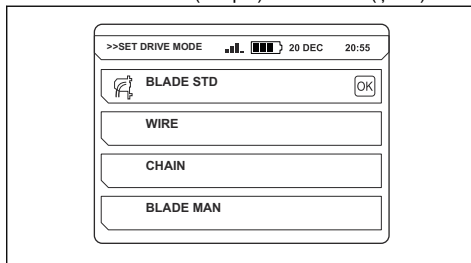 >>SET DRIVE MODE 20 DEC 20:55
BLADE STD OK
WIRE
CHAIN
BLADE MAN